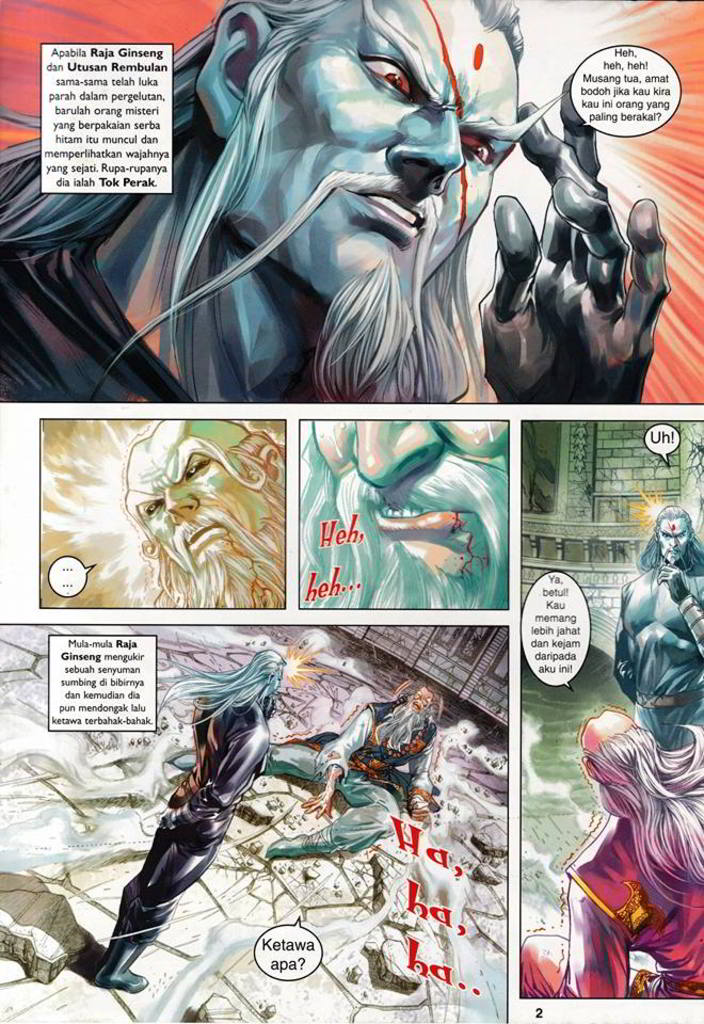 Apabila Raja Ginseng
dan Utusan Rembulan
sama-sama telah luka
parah dalam pergelutan,
barulah orang misteri
yang berpakaian serba
hitam itu muncul dan
memperlihatkan wajahnya
yang sejati. Rupa-rupanya
dia ialah Tok Perak.
Heh,
heh, heh!
Musang tua, amat
bodoh jika kau kira
kau ini orang yang
paling berakal?
...
...
Heh,
heh...
Uh!
Ya,
betul!
Kau
memang
lebih jahat
dan kejam
daripada
aku ini!
Mula-mula Raja
Ginseng mengukir
sebuah senyuman
sumbing di bibirnya
dan kemudian dia
pun mendongak lalu
ketawa terbahak-bahak.
Ha,
ha,
ha..
Ketawa
apa?
2